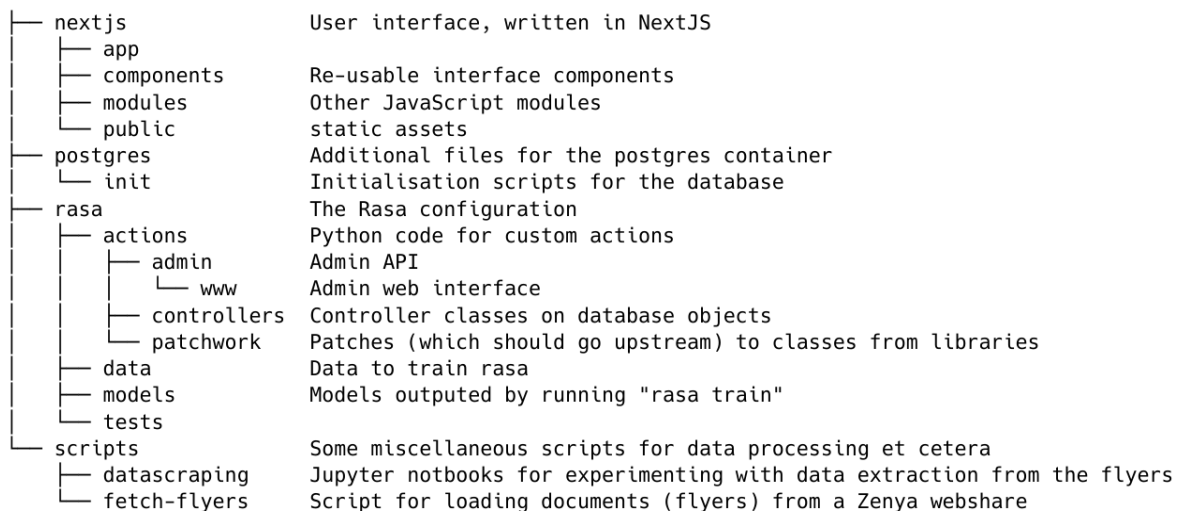 ├── nextjs               User interface, written in NextJS
│   ├── app
│   ├── components       Re-usable interface components
│   ├── modules          Other JavaScript modules
│   └── public           static assets
├── postgres             Additional files for the postgres container
│   └── init             Initialisation scripts for the database
├── rasa                 The Rasa configuration
│   ├── actions          Python code for custom actions
│   │   ├── admin        Admin API
│   │   │   └── www      Admin web interface
│   │   ├── controllers  Controller classes on database objects
│   │   └── patchwork    Patches (which should go upstream) to classes from libraries
│   ├── data             Data to train rasa
│   ├── models           Models outputed by running "rasa train"
│   └── tests
└── scripts              Some miscellaneous scripts for data processing et cetera
    ├── datascraping     Jupyter notbooks for experimenting with data extraction from the flyers
    └── fetch-flyers     Script for loading documents (flyers) from a Zenya webshare